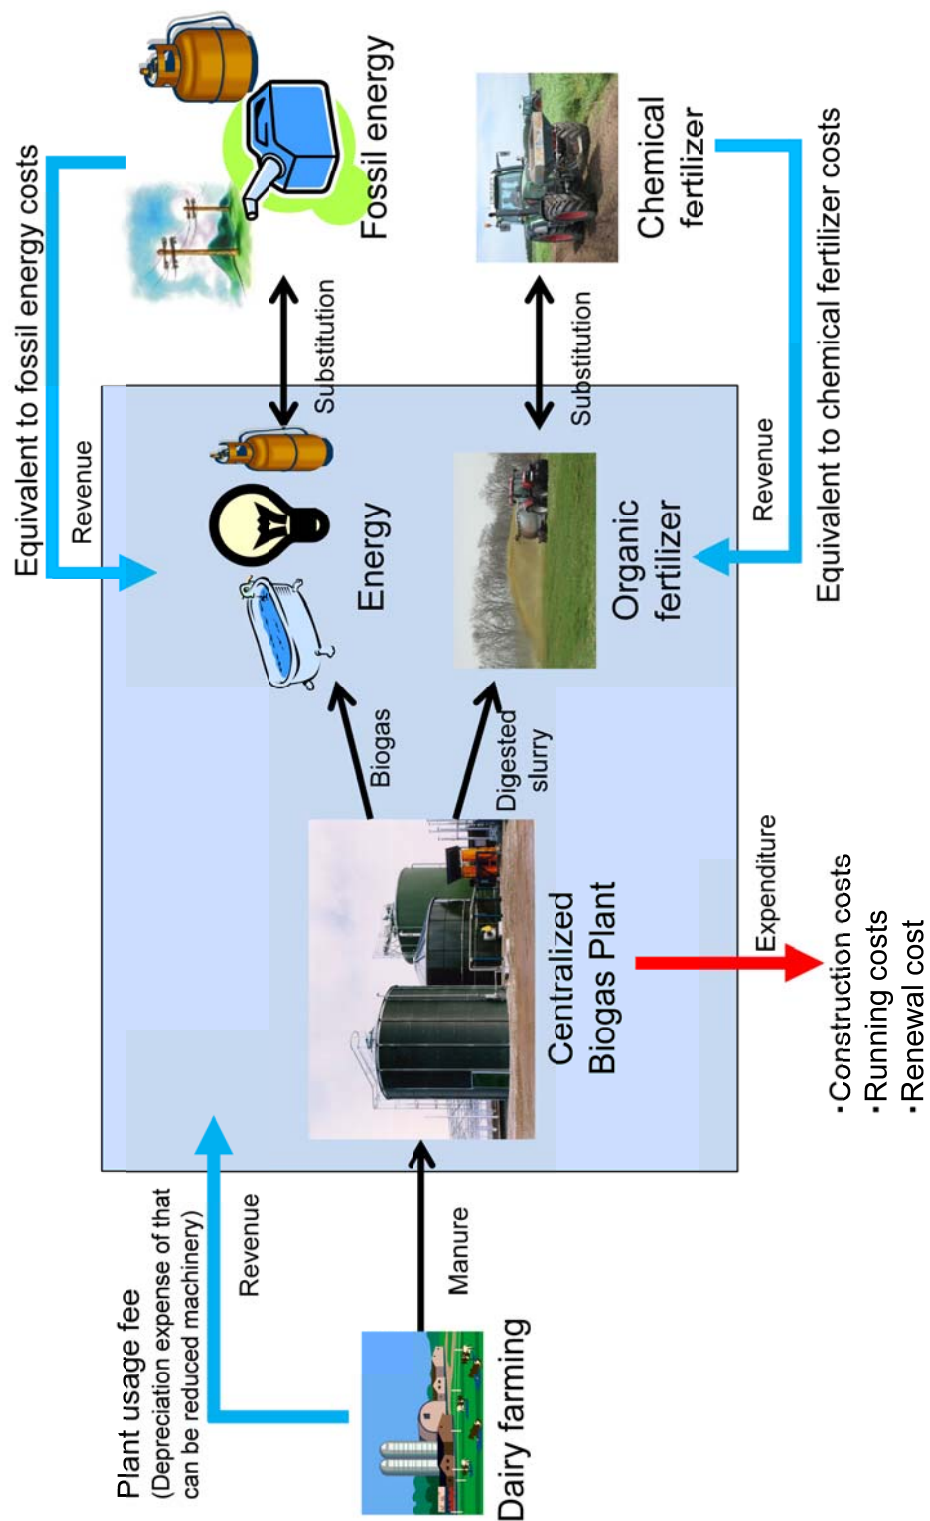 Plant usage fee
(Depreciation expense of that
can be reduced machinery)
Revenue
Equivalent to fossil energy costs
Revenue
Dairy farming
Manure
Centralized
Biogas Plant
Biogas
Digested
slurry
Energy
Substitution
Fossil energy
Organic
fertilizer
Substitution
Chemical
fertilizer
Revenue
Equivalent to chemical fertilizer costs
Expenditure
・Construction costs
・Running costs
・Renewal cost